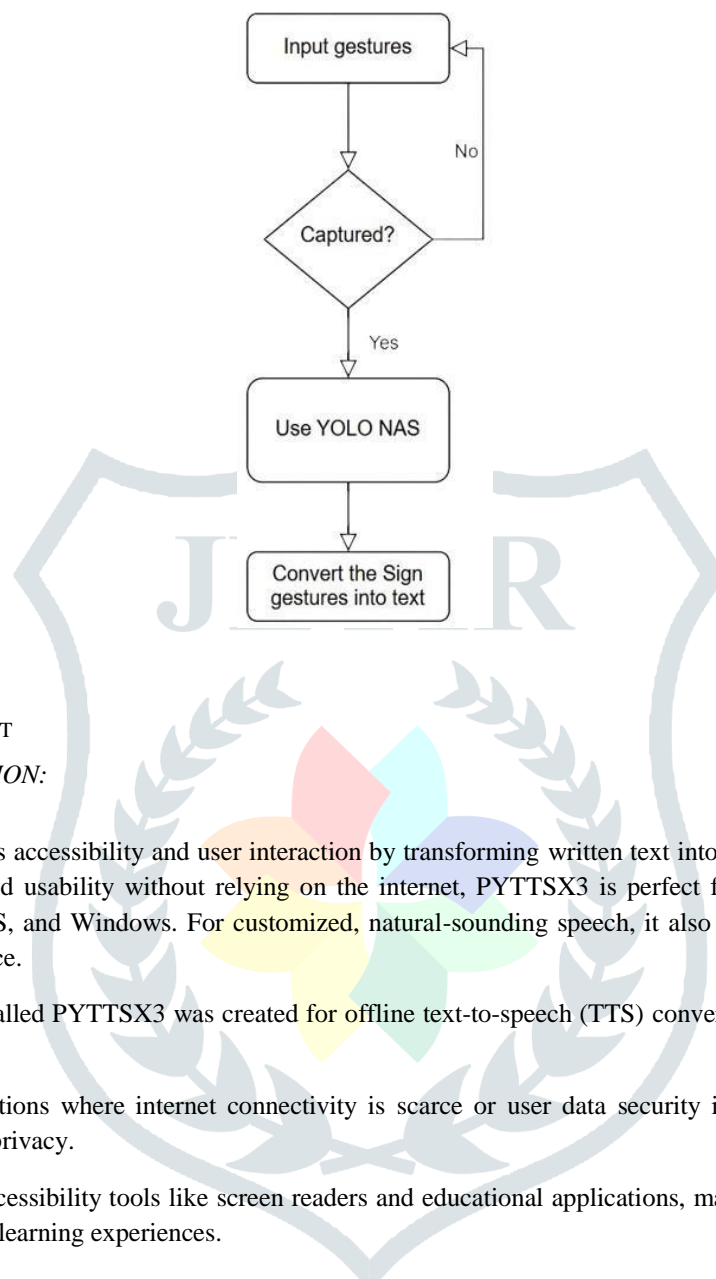 Input gestures
No
Captured?
Yes
Use YOLO NAS
Convert the Sign
gestures into text
J R
T
ION:
s accessibility and user interaction by transforming written text into
d usability without relying on the internet, PYTTSX3 is perfect f
S, and Windows. For customized, natural-sounding speech, it also
ce.
alled PYTTSX3 was created for offline text-to-speech (TTS) conver
tions where internet connectivity is scarce or user data security i
privacy.
ccessibility tools like screen readers and educational applications, ma
learning experiences.